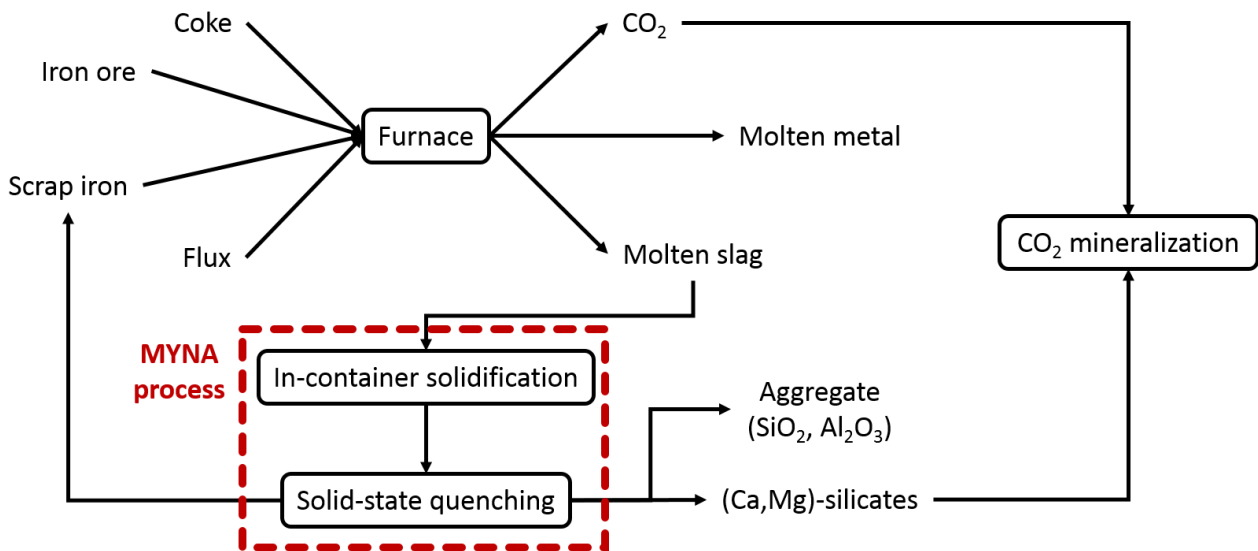 Coke
CO₂
Iron ore
Furnace
Molten metal
Scrap iron
CO₂ mineralization
Flux
Molten slag
MYNA
process
In-container solidification
Aggregate
(SiO₂, Al₂O₃)
Solid-state quenching
(Ca,Mg)-silicates